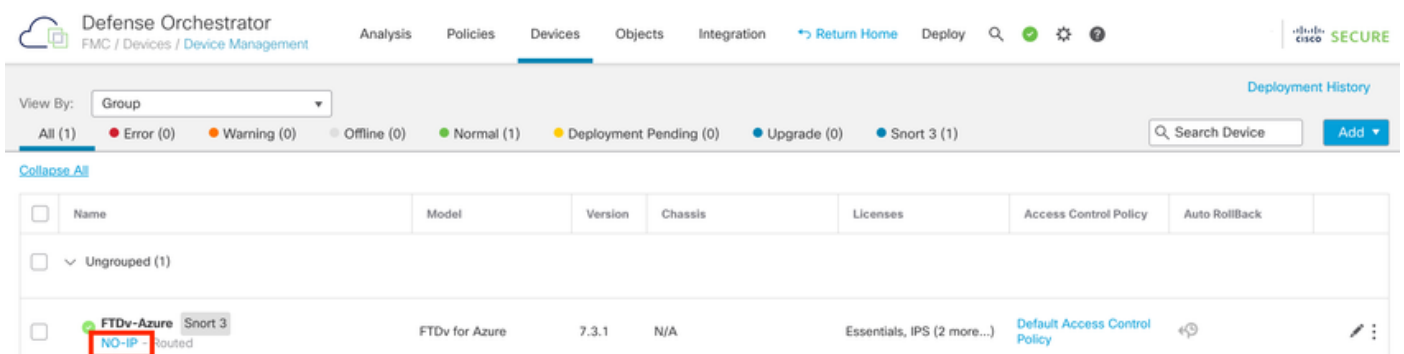 Defense Orchestrator
FMC / Devices / Device Management
Analysis Policies Devices Objects Integration Return Home Deploy
cisco SECURE
Deployment History
View By: Group
All (1) Error (0) Warning (0) Offline (0) Normal (1) Deployment Pending (0) Upgrade (0) Snort 3 (1) Search Device Add
Collapse All
Name Model Version Chassis Licenses Access Control Policy Auto RollBack
Ungrouped (1)
FTDv-Azure Snort 3
NO-IP - Routed
FTDv for Azure 7.3.1 N/A Essentials, IPS (2 more...) Default Access Control
Policy